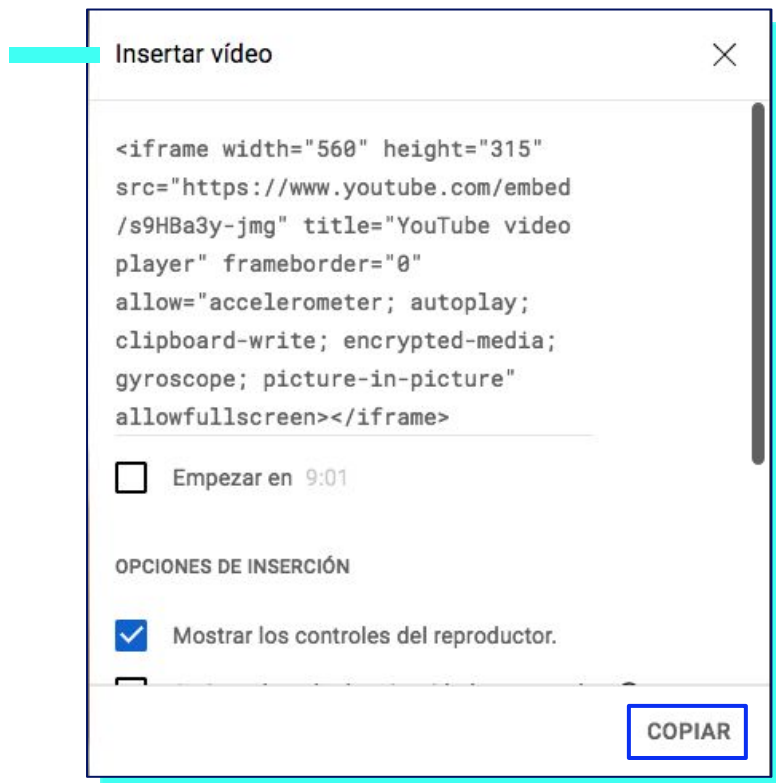 Insertar vídeo
<iframe width="560" height="315"
src="https://www.youtube.com/embed
/s9HBa3y-jmg" title="YouTube video
player" frameborder="0"
allow="accelerometer; autoplay;
clipboard-write; encrypted-media;
gyroscope; picture-in-picture"
allowfullscreen></iframe>
Empezar en 9:01
OPCIONES DE INSERCIÓN
Mostrar los controles del reproductor.
COPIAR